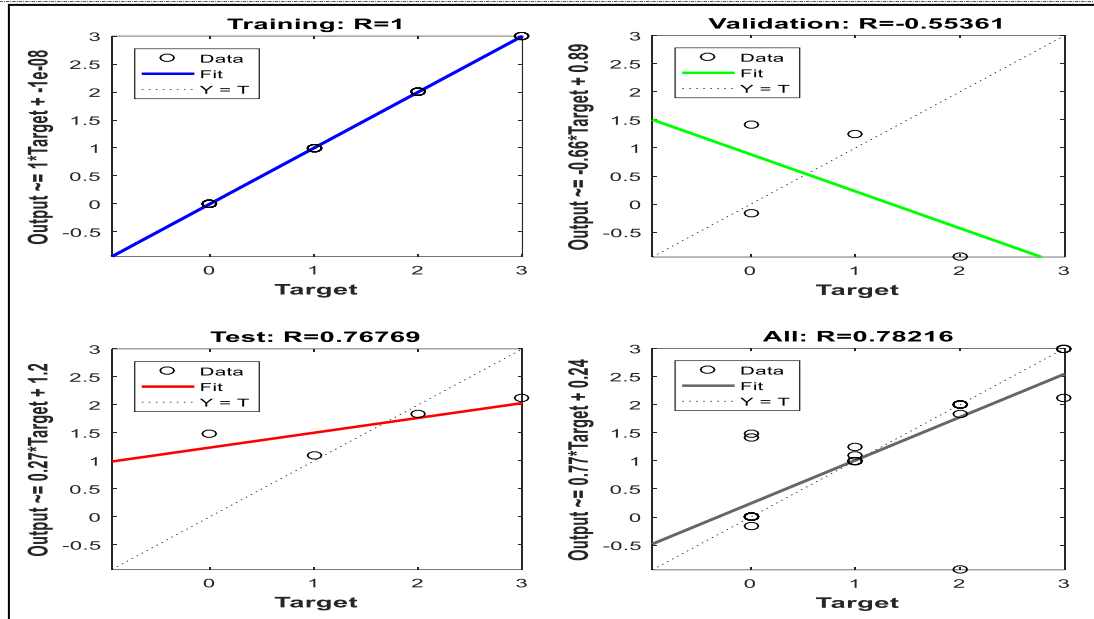 Training: R=1
Output ~= 1*Target + -1e-08
Data
Fit
Y = T
3
2.5
2
1.5
1
0.5
0
-0.5
0 1 2 3
Target
Validation: R=-0.55361
Output ~= -0.66*Target + 0.89
Data
Fit
Y = T
3
2.5
2
1.5
1
0.5
0
-0.5
0 1 2 3
Target
Test: R=0.76769
Output ~= 0.27*Target + 1.2
Data
Fit
Y = T
3
2.5
2
1.5
1
0.5
0
-0.5
0 1 2 3
Target
All: R=0.78216
Output ~= 0.77*Target + 0.24
Data
Fit
Y = T
3
2.5
2
1.5
1
0.5
0
-0.5
0 1 2 3
Target